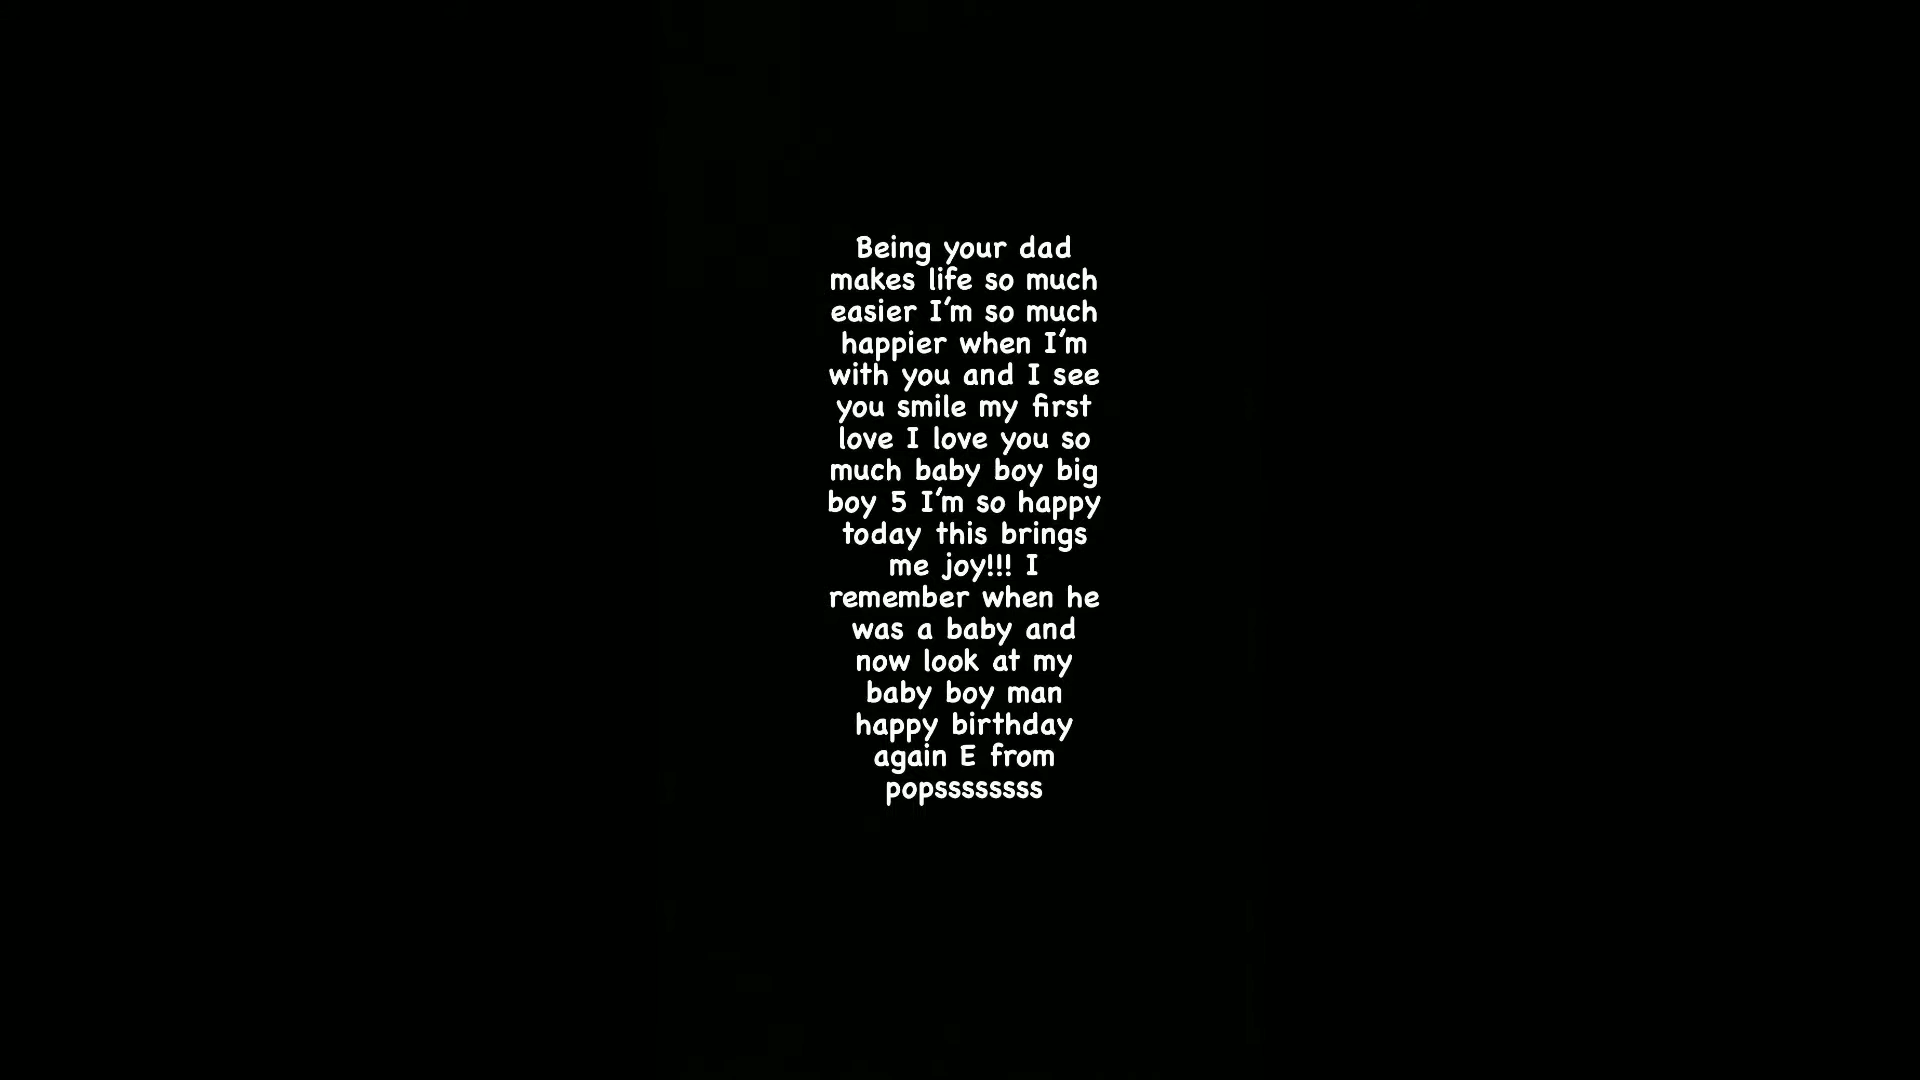 Being your dad
makes life so much
easier I’m so much
happier when I’m
with you and I see
you smile my first
love I love you so
much baby boy big
boy 5 I’m so happy
today this brings
me joy!!! I
remember when he
was a baby and
now look at my
baby boy man
happy birthday
again E from
popssssssss